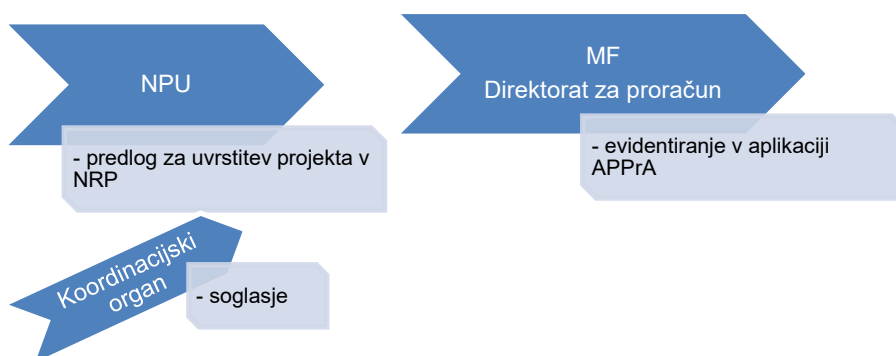 NPU
- predlog za uvrstitev projekta v
NRP
MF
Direktorat za proračun
- evidentiranje v aplikaciji
APPrA
Koordinacijski
organ
- soglasje